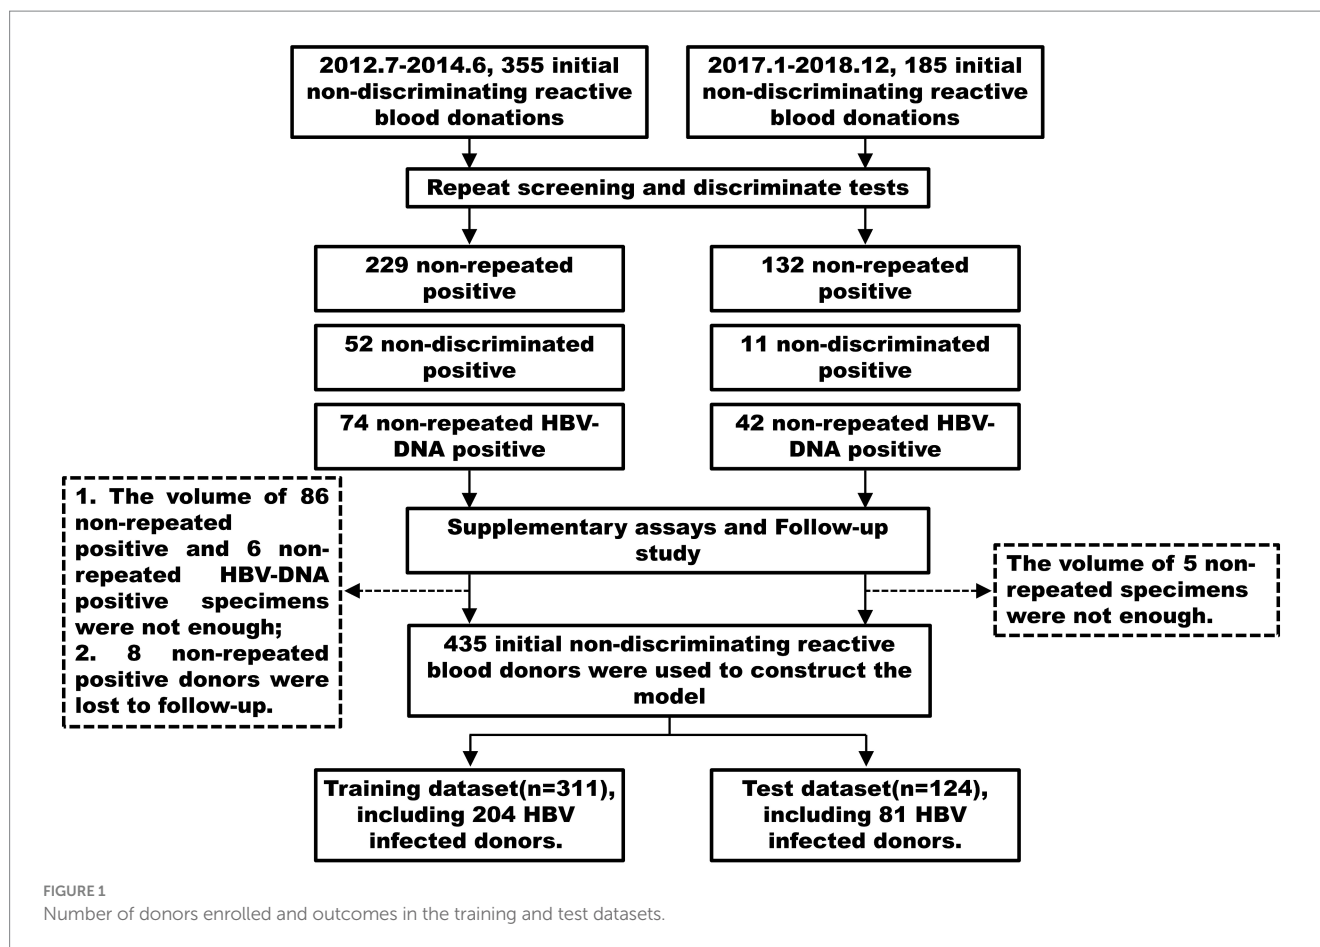 2012.7-2014.6, 355 initial
non-discriminating reactive
blood donations
2017.1-2018.12, 185 initial
non-discriminating reactive
blood donations
Repeat screening and discriminate tests
229 non-repeated
positive
132 non-repeated
positive
52 non-discriminated
positive
11 non-discriminated
positive
74 non-repeated HBV-
DNA positive
42 non-repeated HBV-
DNA positive
Supplementary assays and Follow-up
study
1. The volume of 86
non-repeated
positive and 6 non-
repeated HBV-DNA
positive specimens
were not enough;
2. 8 non-repeated
positive donors were
lost to follow-up.
The volume of 5 non-
repeated specimens
were not enough.
435 initial non-discriminating reactive
blood donors were used to construct the
model
Training dataset(n=311),
including 204 HBV
infected donors.
Test dataset(n=124),
including 81 HBV
infected donors.
FIGURE 1
Number of donors enrolled and outcomes in the training and test datasets.